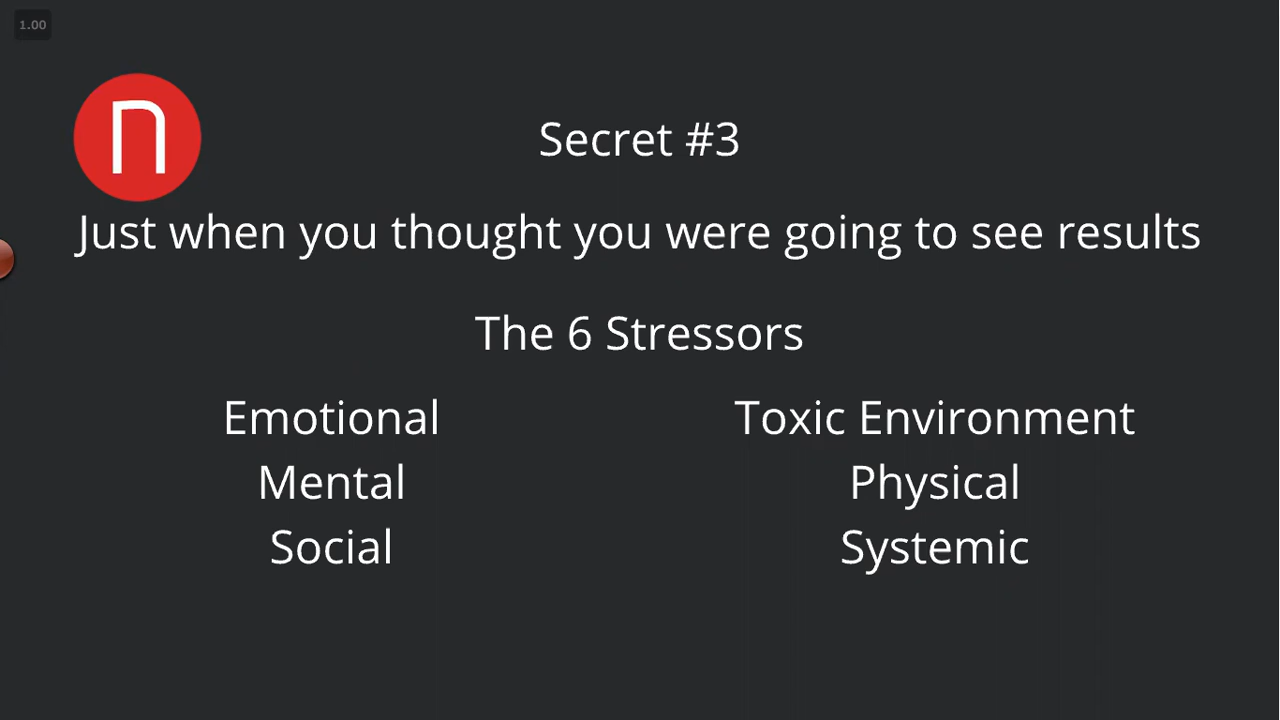 1.00
n
Secret #3
Just when you thought you were going to see results
The 6 Stressors
Emotional
Mental
Social
Toxic Environment
Physical
Systemic